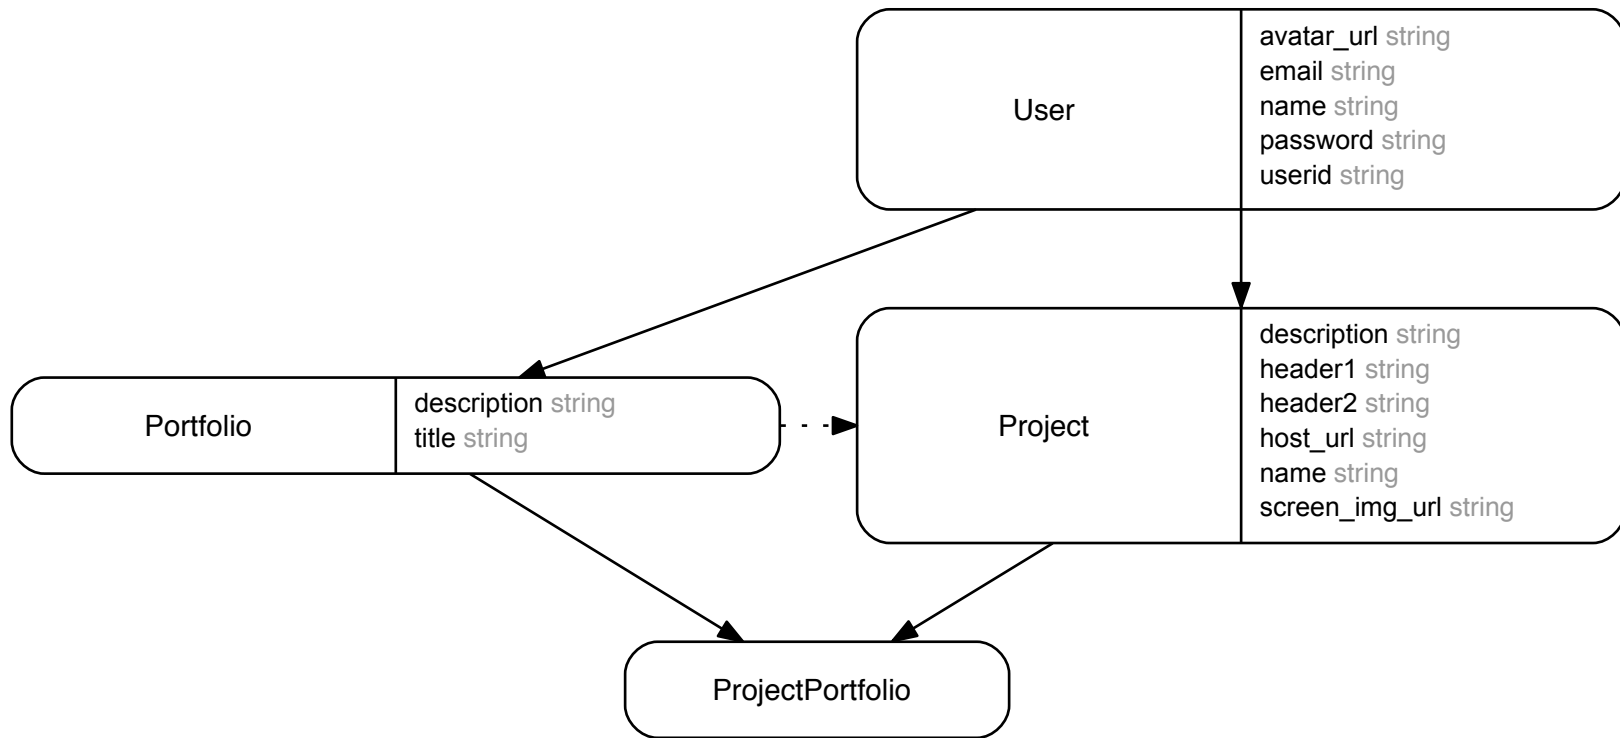 User
avatar_url string
email string
name string
password string
userid string
Portfolio
description string
title string
Project
description string
header1 string
header2 string
host_url string
name string
screen_img_url string
ProjectPortfolio